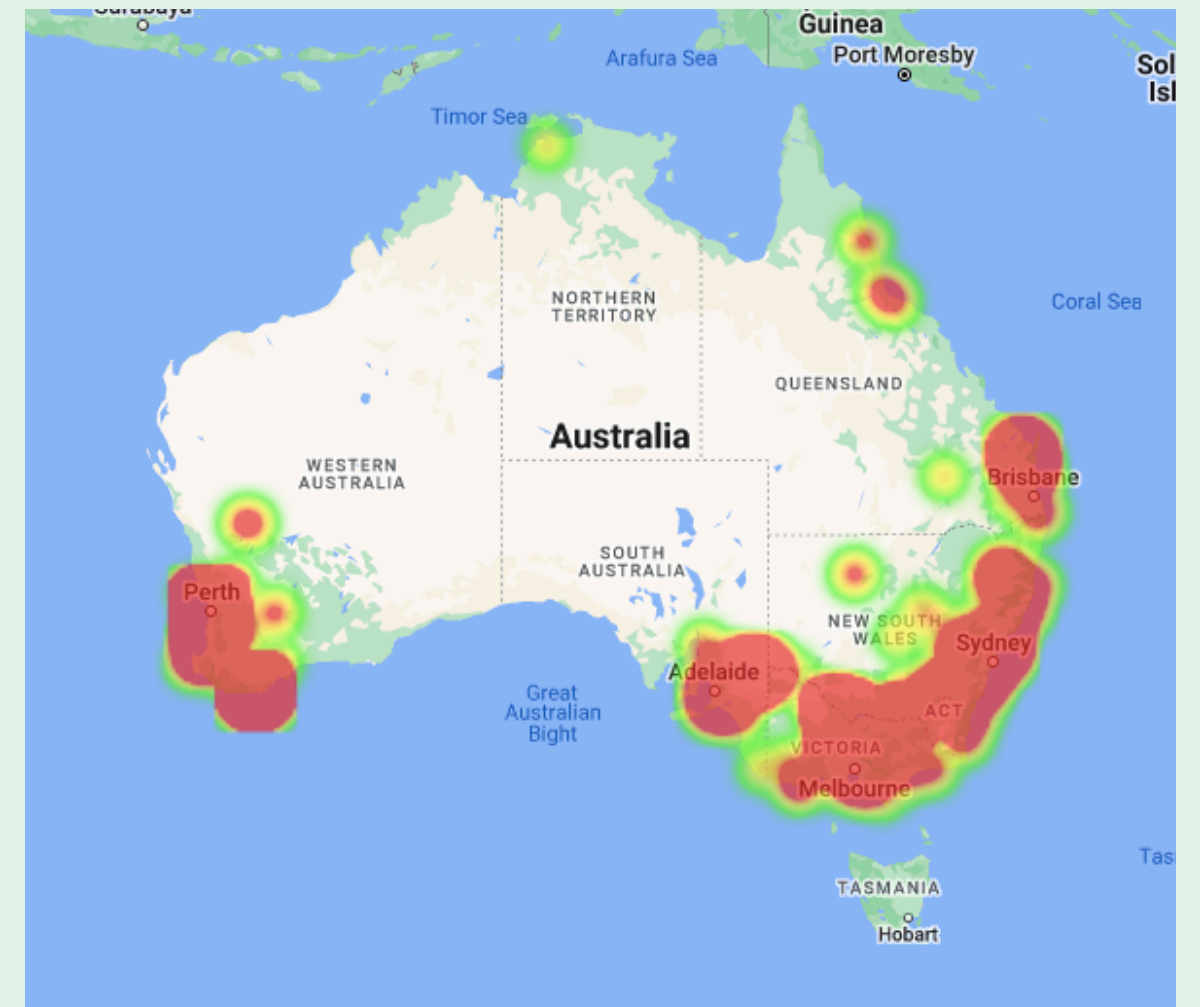 Guinea
Port Moresby
Arafura Sea
Sol
Isl
Timor Sea
NORTHERN
TERRITORY
Coral Sea
QUEENSLAND
Australia
WESTERN
AUSTRALIA
Brisbane
SOUTH
AUSTRALIA
Perth
NEW SOUTH
WALES
Sydney
Adelaide
Great
Australian
Bight
ACT
VICTORIA
Melbourne
Tas
TASMANIA
Hobart